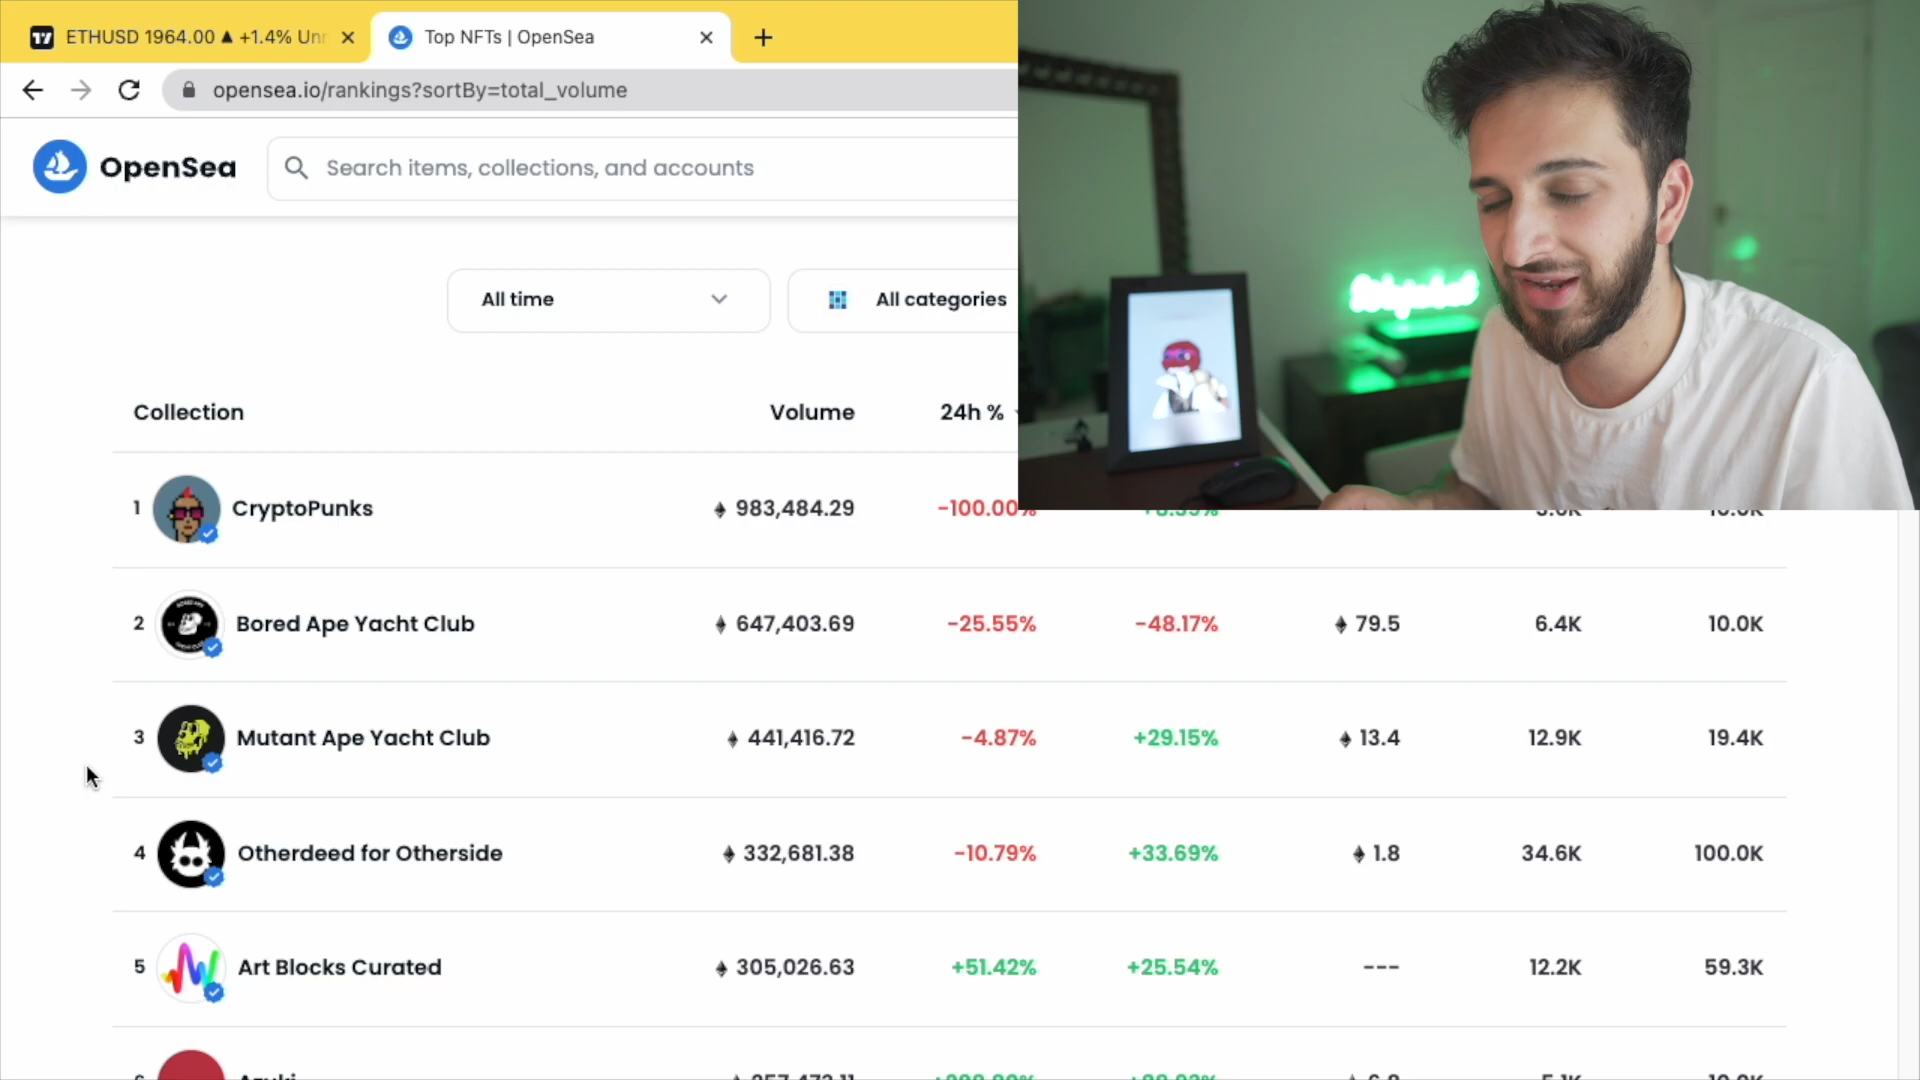 ETHUSD 1964.00 ▲ +1.4% Un
Top NFTs | OpenSea
opensea.io/rankings?sortBy=total_volume
OpenSea
Search items, collections, and accounts
All time
All categories
Collection Volume 24h %
1 CryptoPunks 983,484.29 -100.00%
2 Bored Ape Yacht Club 647,403.69 -25.55% -48.17% 79.5 6.4K 10.0K
3 Mutant Ape Yacht Club 441,416.72 -4.87% +29.15% 13.4 12.9K 19.4K
4 Otherdeed for Otherside 332,681.38 -10.79% +33.69% 1.8 34.6K 100.0K
5 Art Blocks Curated 305,026.63 +51.42% +25.54% --- 12.2K 59.3K
Azuki